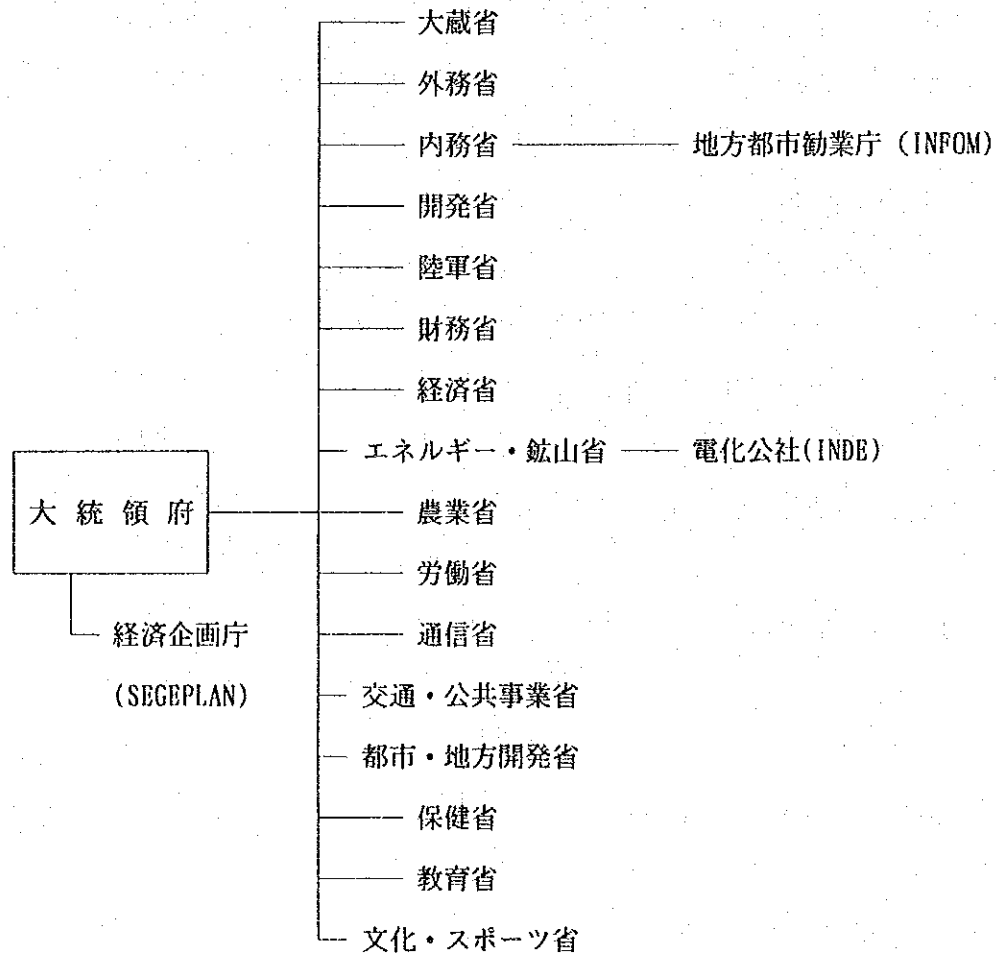 大蔵省
外務省
内務省 地方都市勧業庁 (INFOM)
開発省
陸軍省
財務省
経済省
エネルギー・鉱山省 電化公社(INDE)
大統領府 農業省
労働省
経済企画庁 通信省
(SEGEPLAN) 交通・公共事業省
都市・地方開発省
保健省
教育省
文化・スポーツ省